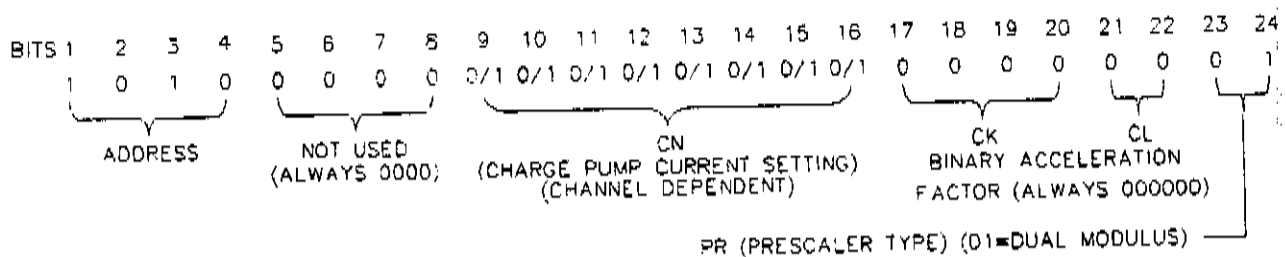 BITS 1 2 3 4 5 6 7 8 9 10 11 12 13 14 15 16 17 18 19 20 21 22 23 24
1 0 1 0 0 0 0 0 0/1 0/1 0/1 0/1 0/1 0/1 0/1 0/1 0 0 0 0 0 0 0 1
ADDRESS
NOT USED
(ALWAYS 0000)
CN
(CHARGE PUMP CURRENT SETTING)
(CHANNEL DEPENDENT)
CK CL
BINARY ACCELERATION
FACTOR (ALWAYS 000000)
PR (PRESCALER TYPE) (01=DUAL MODULUS)